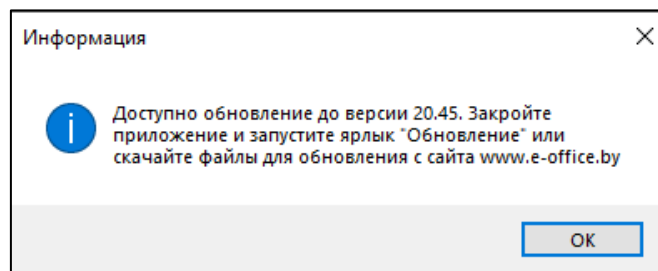 Информация
Доступно обновление до версии 20.45. Закройте
приложение и запустите ярлык "Обновление" или
скачайте файлы для обновления с сайта www.e-office.by
OK